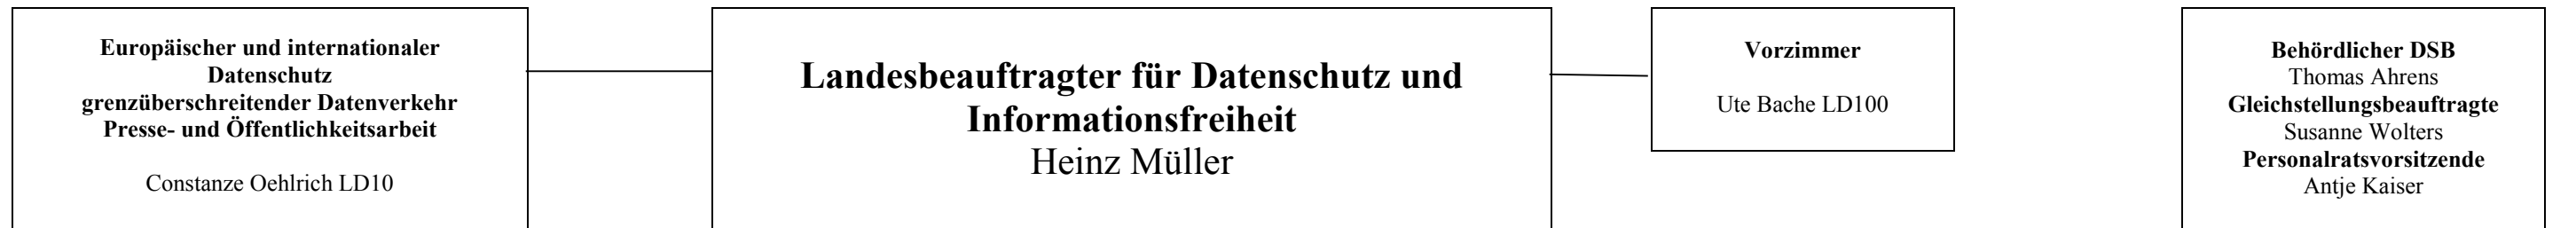 Europäischer und internationaler
Datenschutz
grenzüberschreitender Datenverkehr
Presse- und Öffentlichkeitsarbeit
Constanze Oehlrich LD10
Landesbeauftragter für Datenschutz und
Informationsfreiheit
Heinz Müller
Vorzimmer
Ute Bache LD100
Behördlicher DSB
Thomas Ahrens
Gleichstellungsbeauftragte
Susanne Wolters
Personalratsvorsitzende
Antje Kaiser